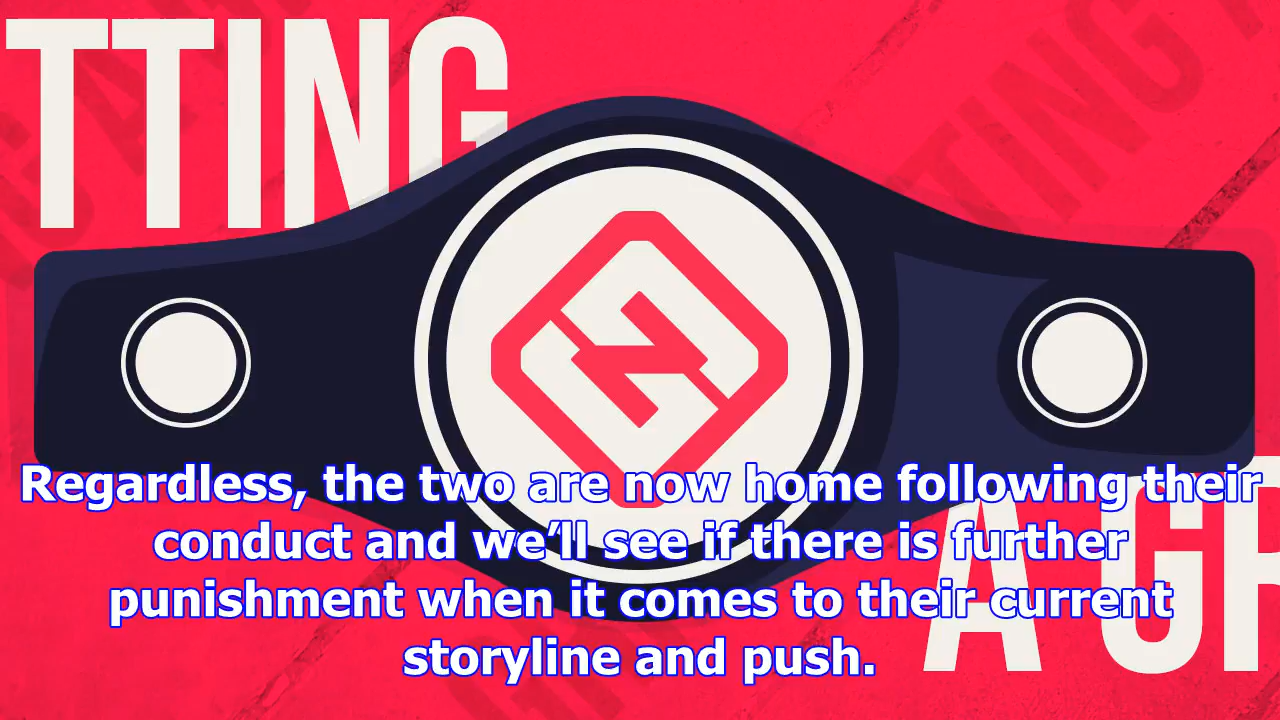 TTING
Regardless, the two are now home following their
conduct and we’ll see if there is further
punishment when it comes to their current
storyline and push.
A GR